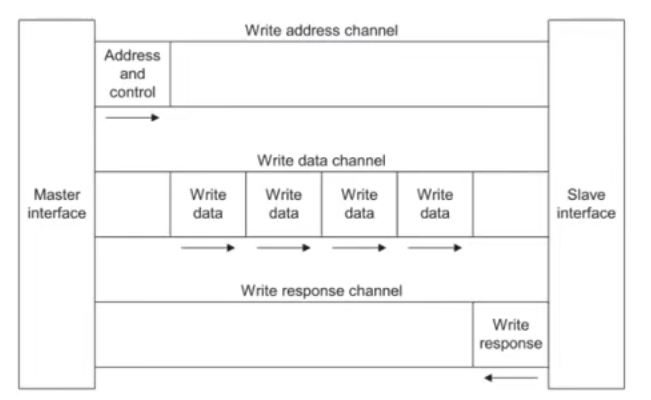 Write address channel
Address
and
control
Write data channel
Master
interface
Write
data
Write
data
Write
data
Write
data
Slave
interface
Write response channel
Write
response